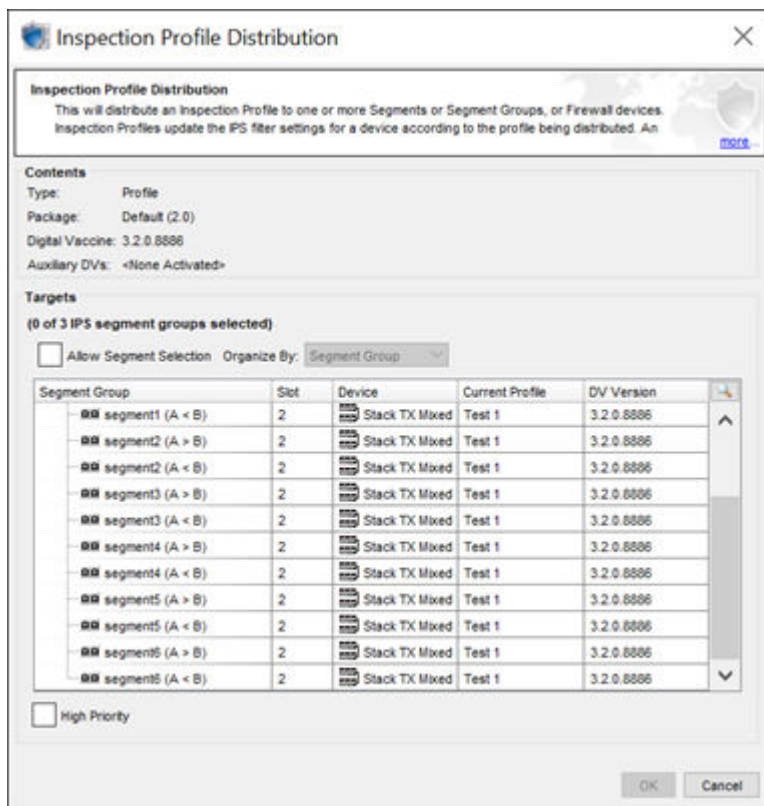 Inspection Profile Distribution
Inspection Profile Distribution
This will distribute an Inspection Profile to one or more Segments or Segment Groups, or Firewall devices.
Inspection Profiles update the IPS filter settings for a device according to the profile being distributed. An
more...
Contents
Type: Profile
Package: Default (2.0)
Digital Vaccine: 3.2.0.8886
Auxiliary DVs: <None Activated>
Targets
(0 of 3 IPS segment groups selected)
Allow Segment Selection Organize By: Segment Group
Segment Group Slot Device Current Profile DV Version
segment1 (A < B) 2 Stack TX Mixed Test 1 3.2.0.8886
segment2 (A > B) 2 Stack TX Mixed Test 1 3.2.0.8886
segment2 (A < B) 2 Stack TX Mixed Test 1 3.2.0.8886
segment3 (A > B) 2 Stack TX Mixed Test 1 3.2.0.8886
segment3 (A < B) 2 Stack TX Mixed Test 1 3.2.0.8886
segment4 (A > B) 2 Stack TX Mixed Test 1 3.2.0.8886
segment4 (A < B) 2 Stack TX Mixed Test 1 3.2.0.8886
segment5 (A > B) 2 Stack TX Mixed Test 1 3.2.0.8886
segment5 (A < B) 2 Stack TX Mixed Test 1 3.2.0.8886
segment6 (A > B) 2 Stack TX Mixed Test 1 3.2.0.8886
segment6 (A < B) 2 Stack TX Mixed Test 1 3.2.0.8886
High Priority
OK Cancel